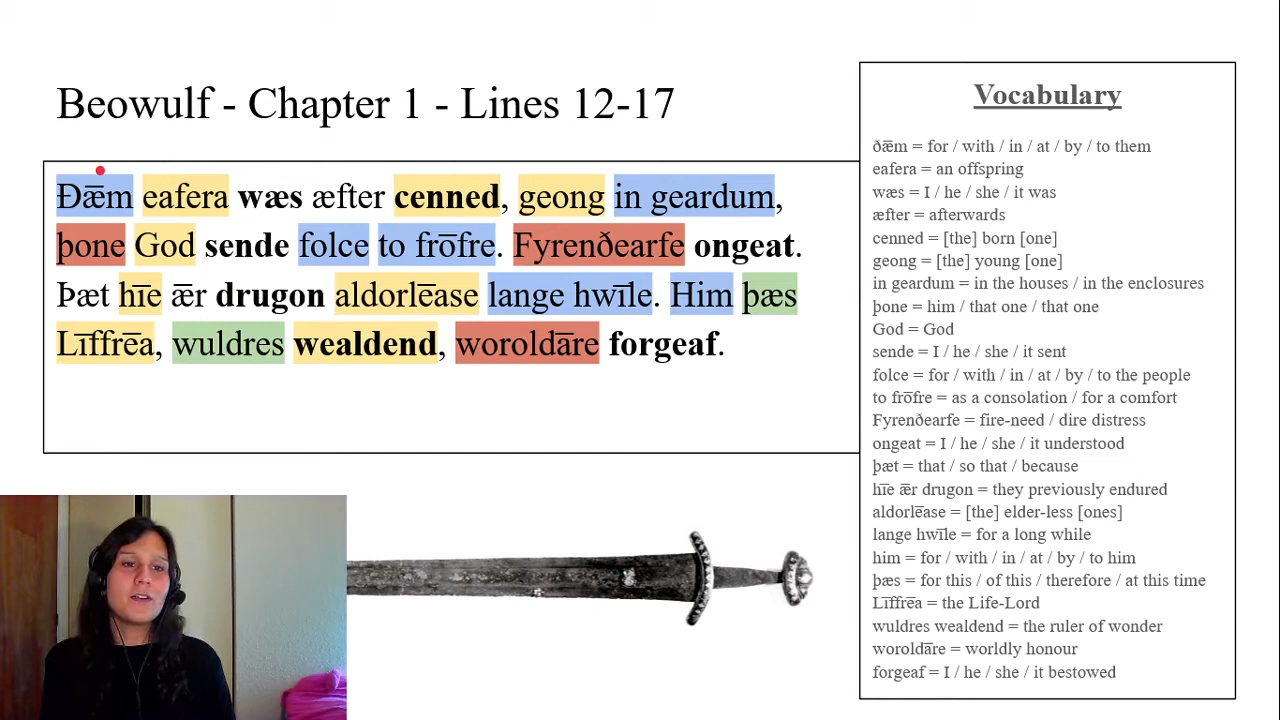 Beowulf - Chapter 1 - Lines 12-17
Ðǣm eafera wæs æfter cenned, geong in geardum,
þone God sende folce to frōfre. Fyrenðearfe ongeat.
Þæt hīe ǣr drugon aldorlēase lange hwīle. Him þæs
Līffrēa, wuldres wealdend, woroldāre forgeaf.
Vocabulary
ðǣm = for / with / in / at / by / to them
eafera = an offspring
wæs = I / he / she / it was
æfter = afterwards
cenned = [the] born [one]
geong = [the] young [one]
in geardum = in the houses / in the enclosures
þone = him / that one / that one
God = God
sende = I / he / she / it sent
folce = for / with / in / at / by / to the people
to frōfre = as a consolation / for a comfort
Fyrenðearfe = fire-need / dire distress
ongeat = I / he / she / it understood
þæt = that / so that / because
hīe ǣr drugon = they previously endured
aldorlēase = [the] elder-less [ones]
lange hwīle = for a long while
him = for / with / in / at / by / to him
þæs = for this / of this / therefore / at this time
Līffrēa = the Life-Lord
wuldres wealdend = the ruler of wonder
woroldāre = worldly honour
forgeaf = I / he / she / it bestowed